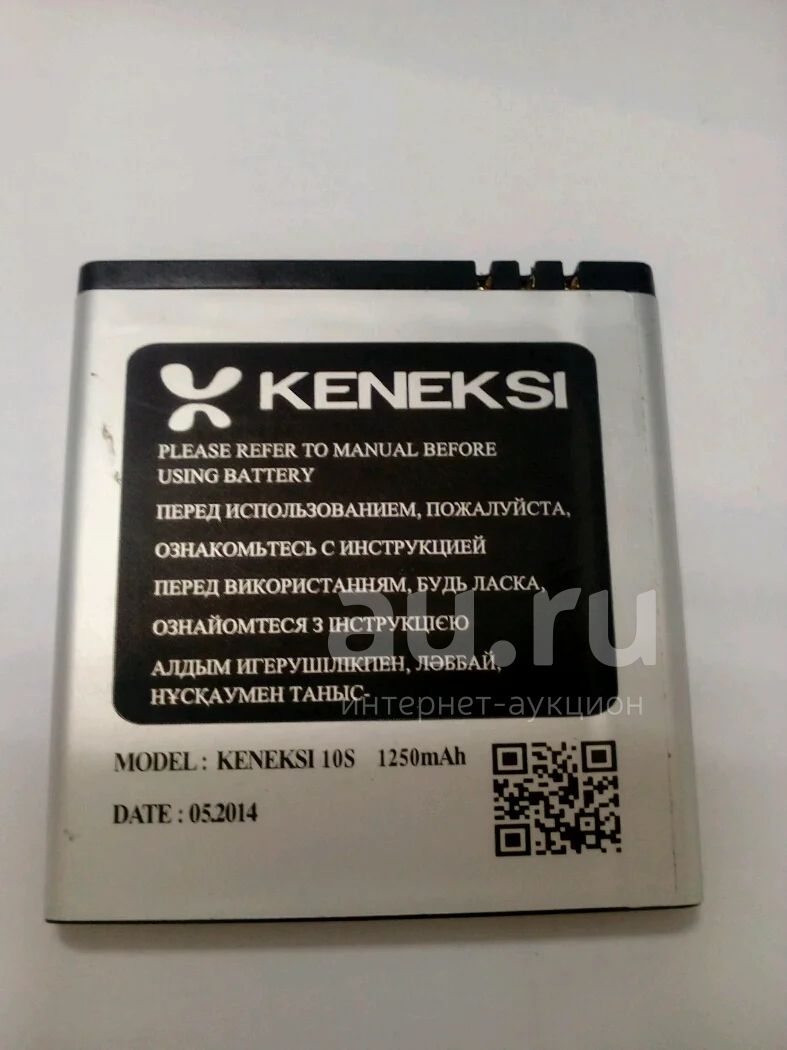 KENEKSI
PLEASE REFER TO MANUAL BEFORE
USING BATTERY
ПЕРЕД ИСПОЛЬЗОВАНИЕМ, ПОЖАЛУЙСТА,
ОЗНАКОМЬТЕСЬ С ИНСТРУКЦИЕЙ
ПЕРЕД ВИКОРИСТАННЯМ, БУДЬ ЛАСКА,
ОЗНАЙОМТЕСЯ З ІНСТРУКЦІЄЮ
АЛДЫМ ИГЕРУШІЛІКПЕН, ЛӘББАЙ,
НҰСҚАУМЕН ТАНЫС-
au.ru
интернет-аукцион
MODEL : KENEKSI 10S 1250mAh
DATE : 05.2014